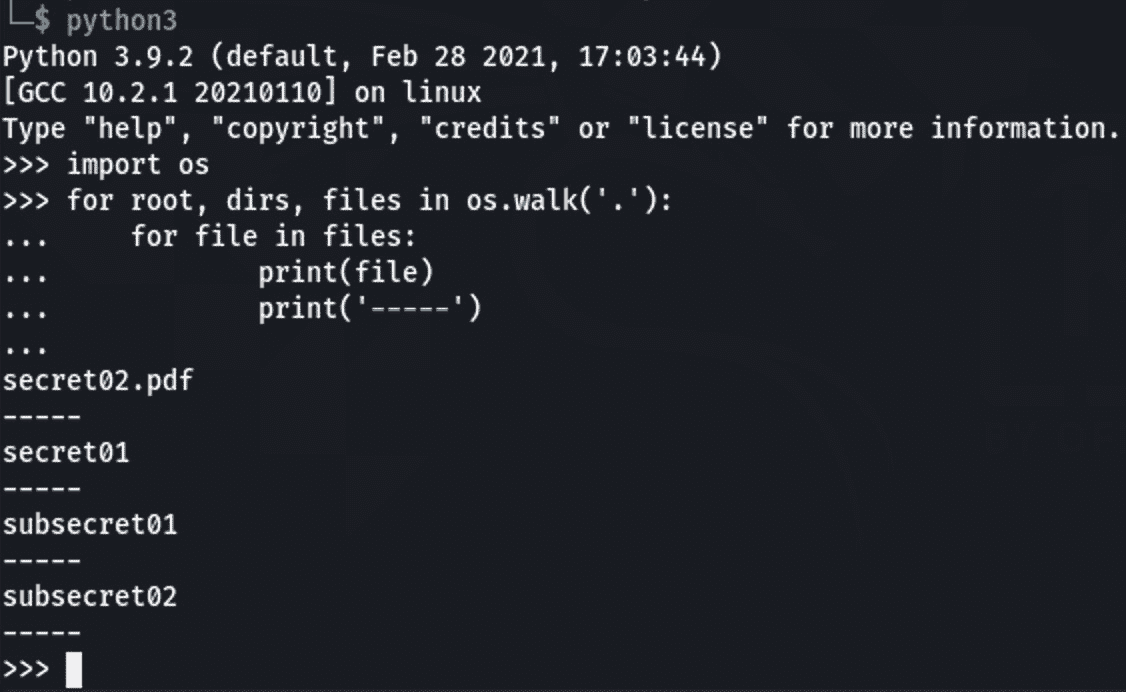 └─$ python3
Python 3.9.2 (default, Feb 28 2021, 17:03:44)
[GCC 10.2.1 20210110] on linux
Type "help", "copyright", "credits" or "license" for more information.
>>> import os
>>> for root, dirs, files in os.walk('.'):
...     for file in files:
...             print(file)
...             print('-----')
...
secret02.pdf
-----
secret01
-----
subsecret01
-----
subsecret02
-----
>>>